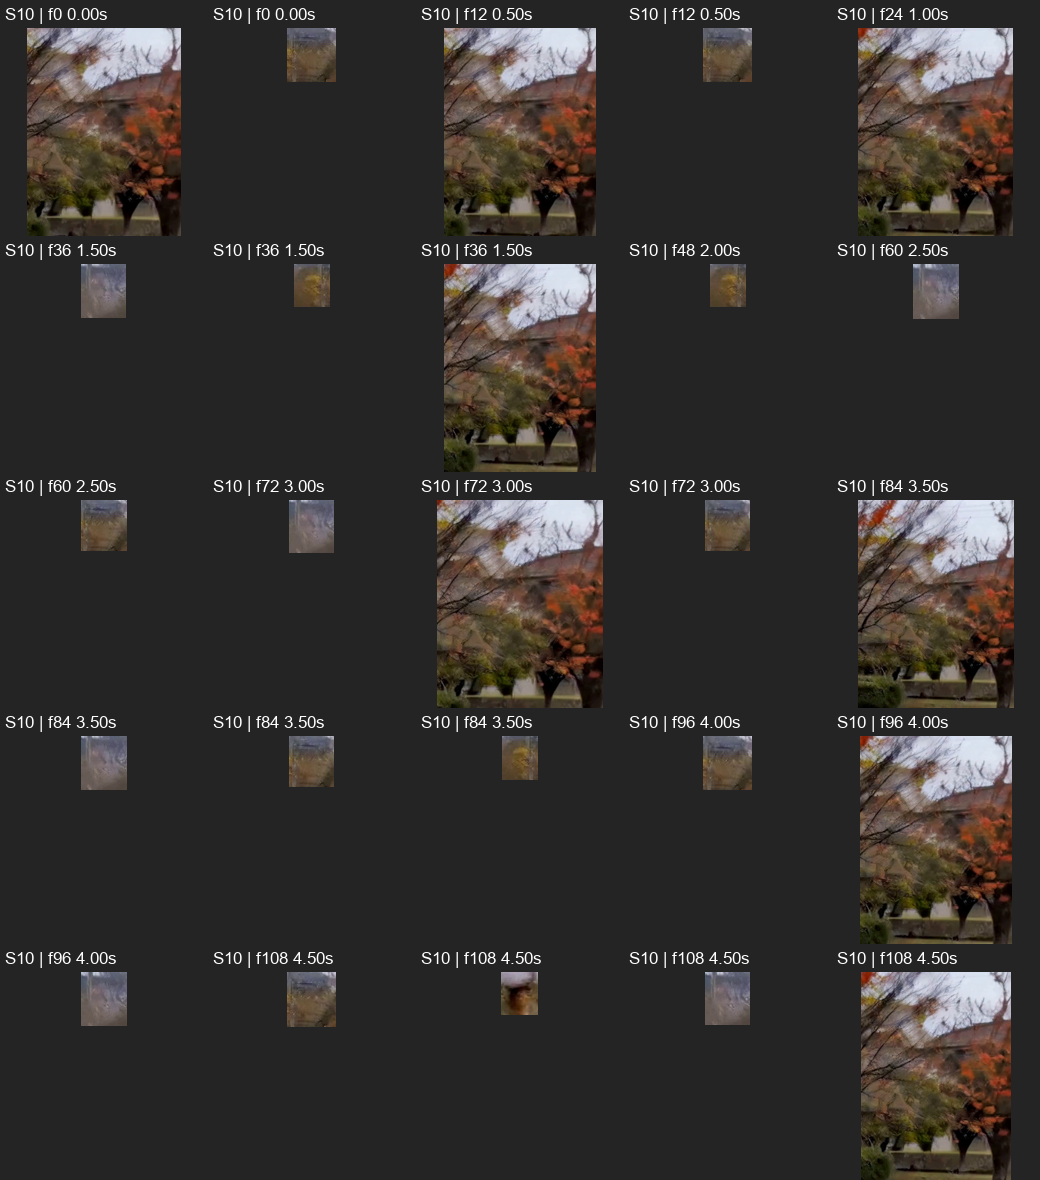 S10 | f0 0.00s S10 | f0 0.00s S10 | f12 0.50s S10 | f12 0.50s S10 | f24 1.00s
S10 | f36 1.50s S10 | f36 1.50s S10 | f36 1.50s S10 | f48 2.00s S10 | f60 2.50s
S10 | f60 2.50s S10 | f72 3.00s S10 | f72 3.00s S10 | f72 3.00s S10 | f84 3.50s
S10 | f84 3.50s S10 | f84 3.50s S10 | f84 3.50s S10 | f96 4.00s S10 | f96 4.00s
S10 | f96 4.00s S10 | f108 4.50s S10 | f108 4.50s S10 | f108 4.50s S10 | f108 4.50s